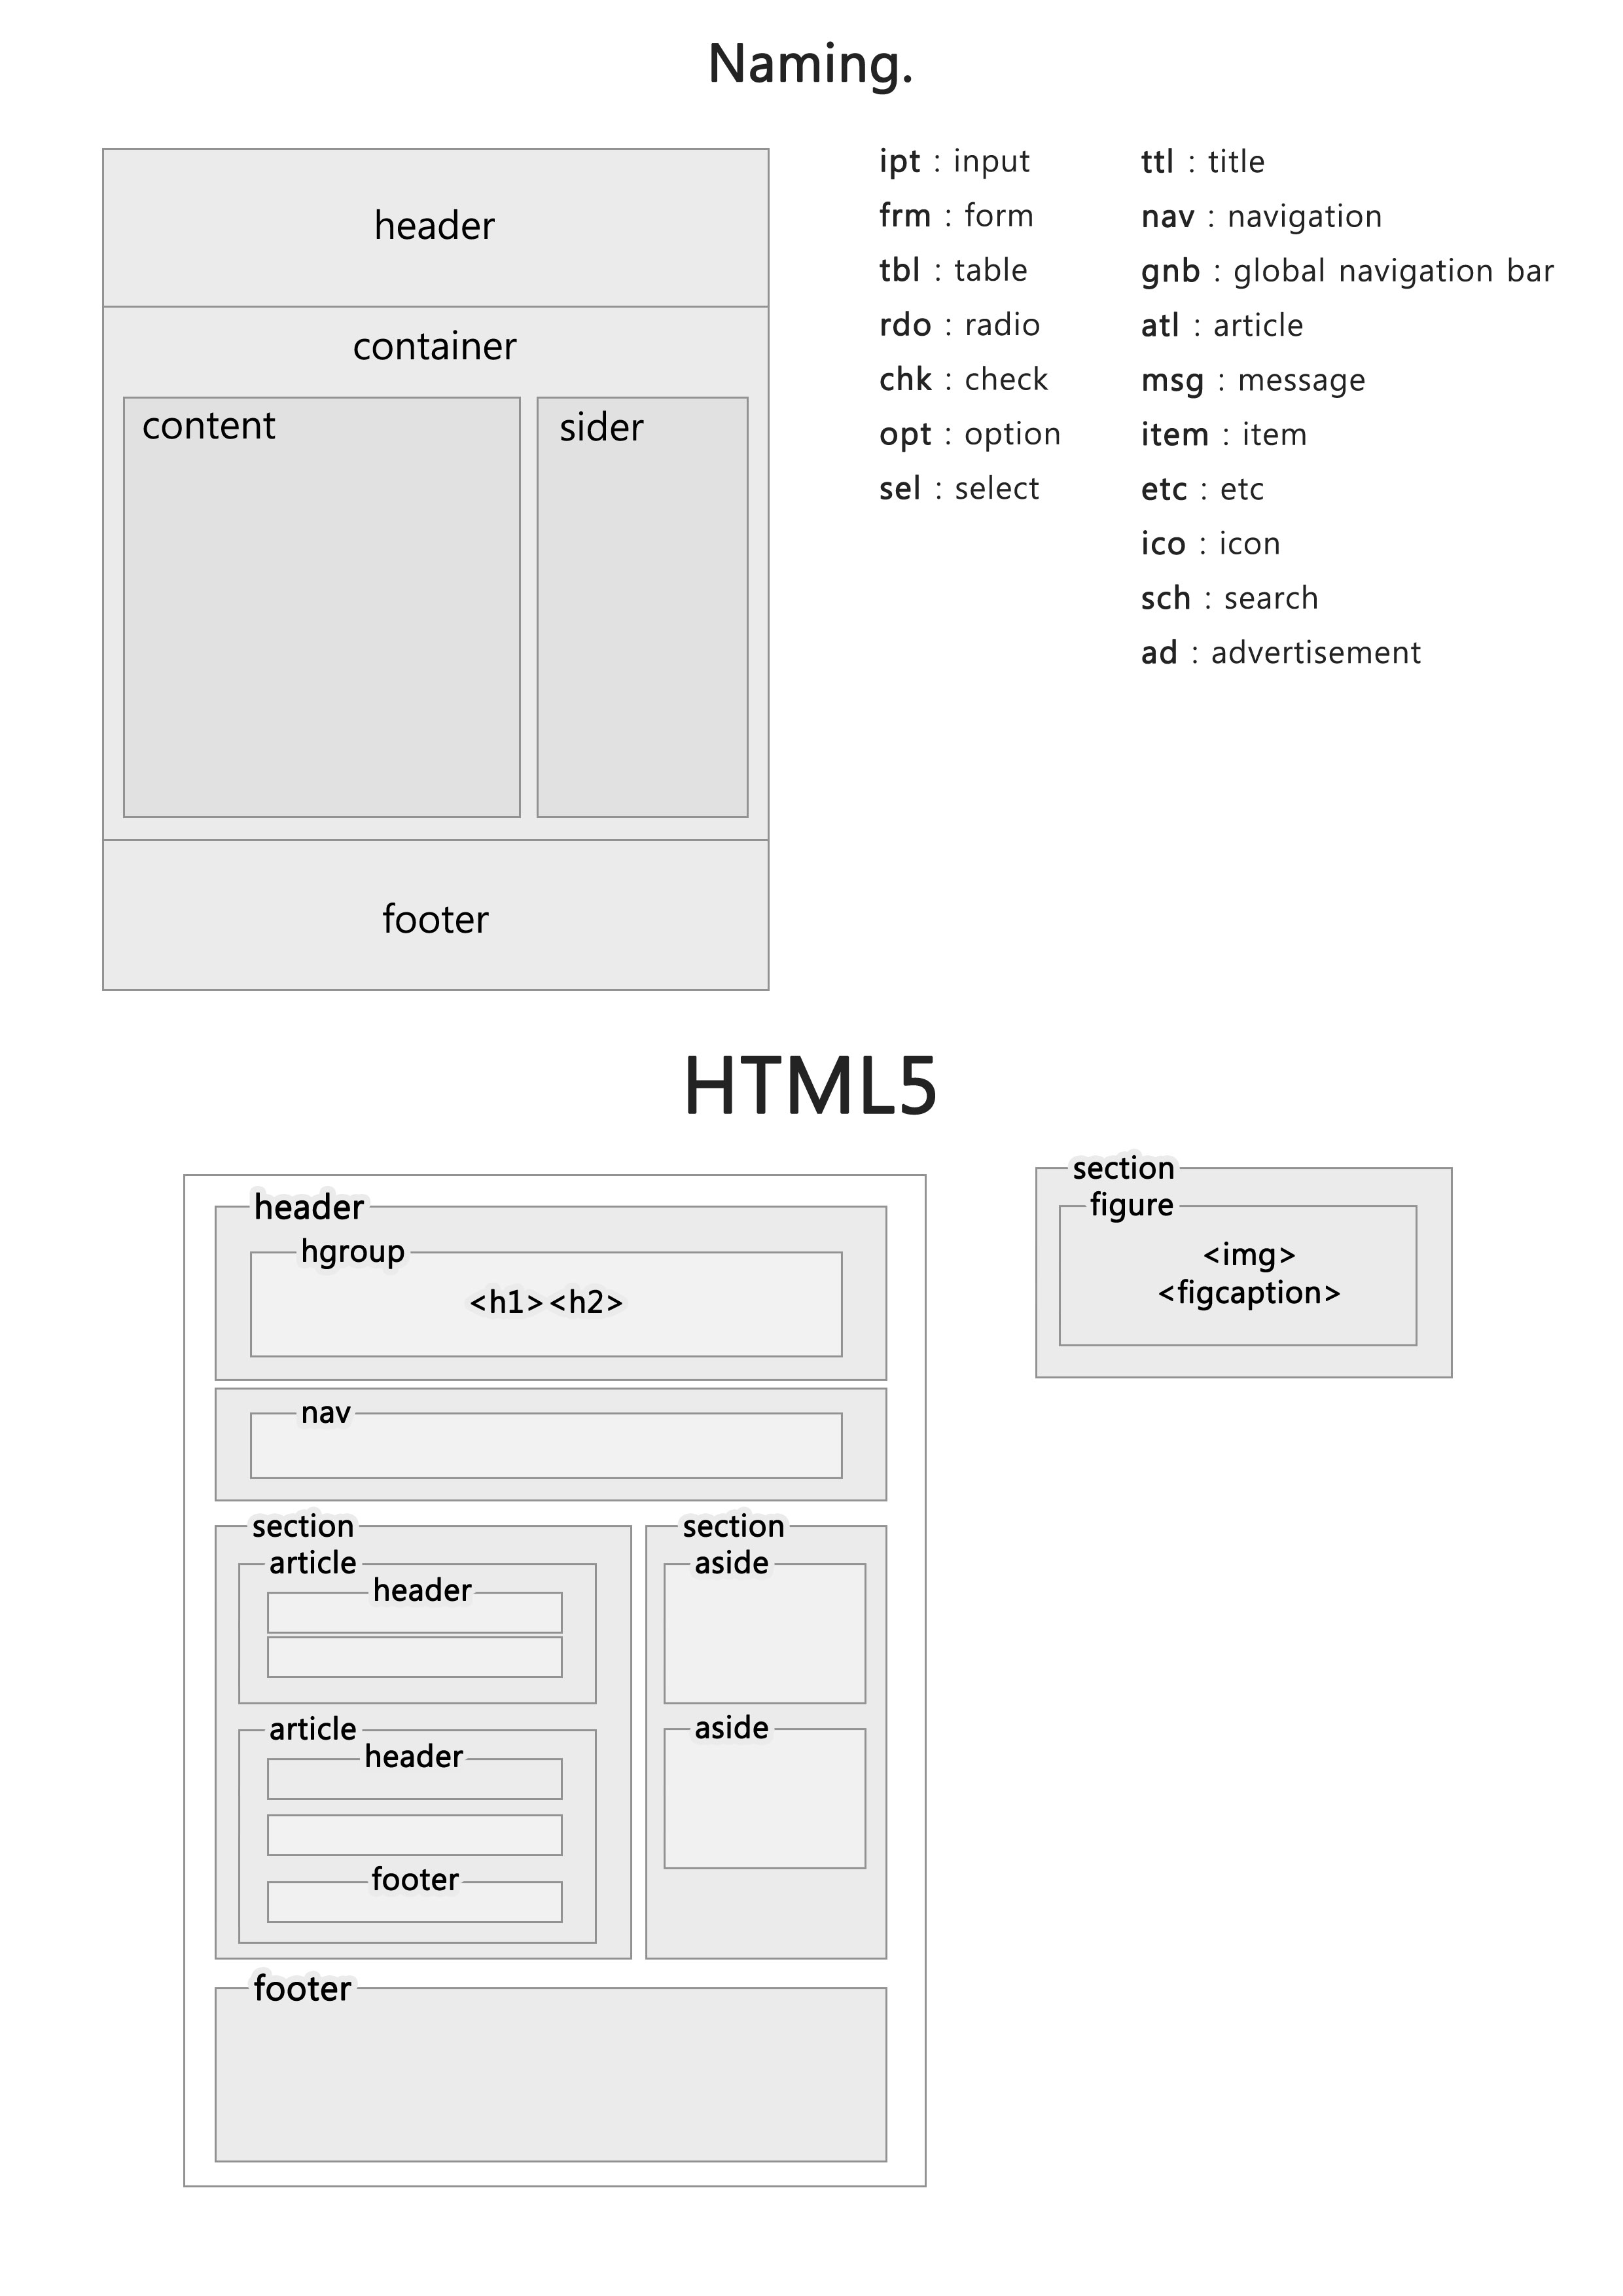 Naming.
header
container
content
sider
footer
ipt : input
frm : form
tbl : table
rdo : radio
chk : check
opt : option
sel : select
ttl : title
nav : navigation
gnb : global navigation bar
atl : article
msg : message
item : item
etc : etc
ico : icon
sch : search
ad : advertisement
HTML5
header
hgroup
<h1><h2>
nav
section
article
header
article
header
footer
section
aside
aside
footer
section
figure
<img>
<figcaption>